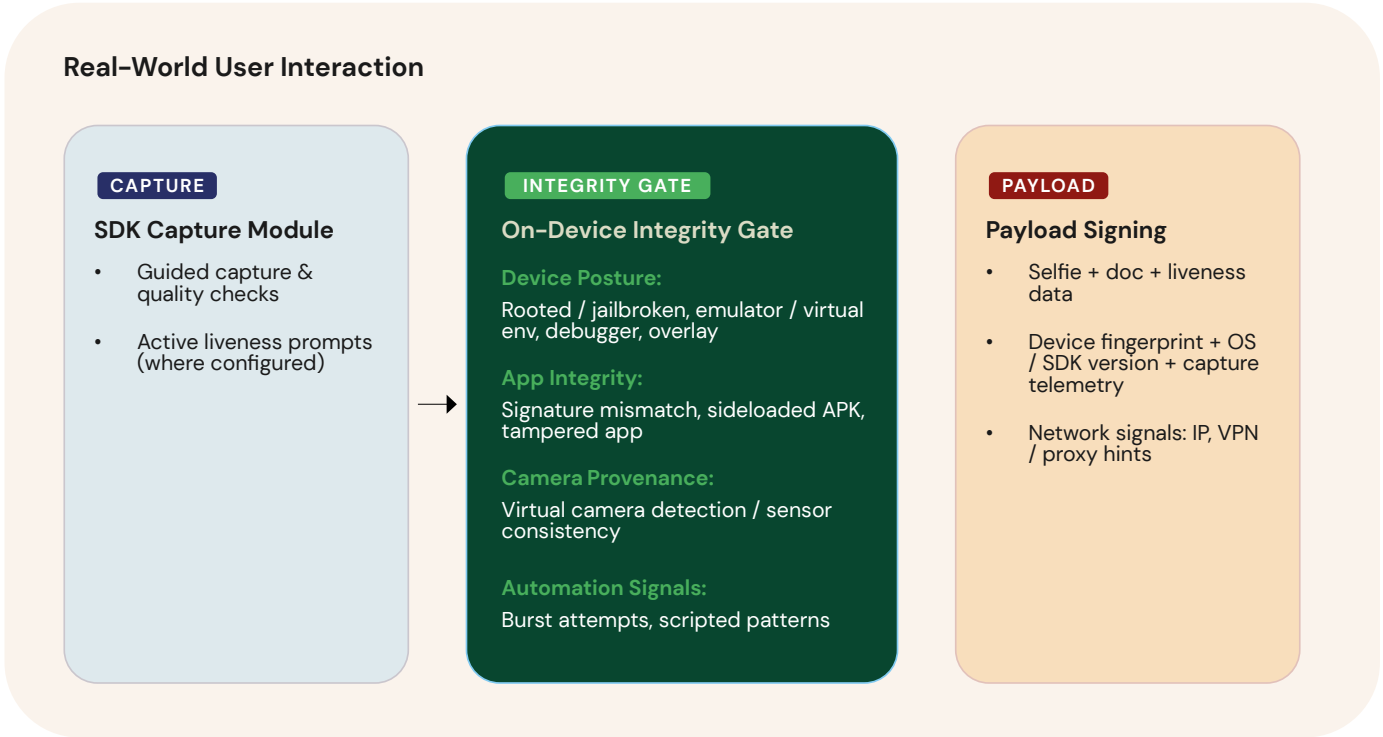 Real-World User Interaction
CAPTURE
SDK Capture Module
• Guided capture &
quality checks
• Active liveness prompts
(where configured)
INTEGRITY GATE
On-Device Integrity Gate
Device Posture:
Rooted / jailbroken, emulator / virtual
env, debugger, overlay
App Integrity:
Signature mismatch, sideloaded APK,
tampered app
Camera Provenance:
Virtual camera detection / sensor
consistency
Automation Signals:
Burst attempts, scripted patterns
PAYLOAD
Payload Signing
• Selfie + doc + liveness
data
• Device fingerprint + OS
/ SDK version + capture
telemetry
• Network signals: IP, VPN
/ proxy hints